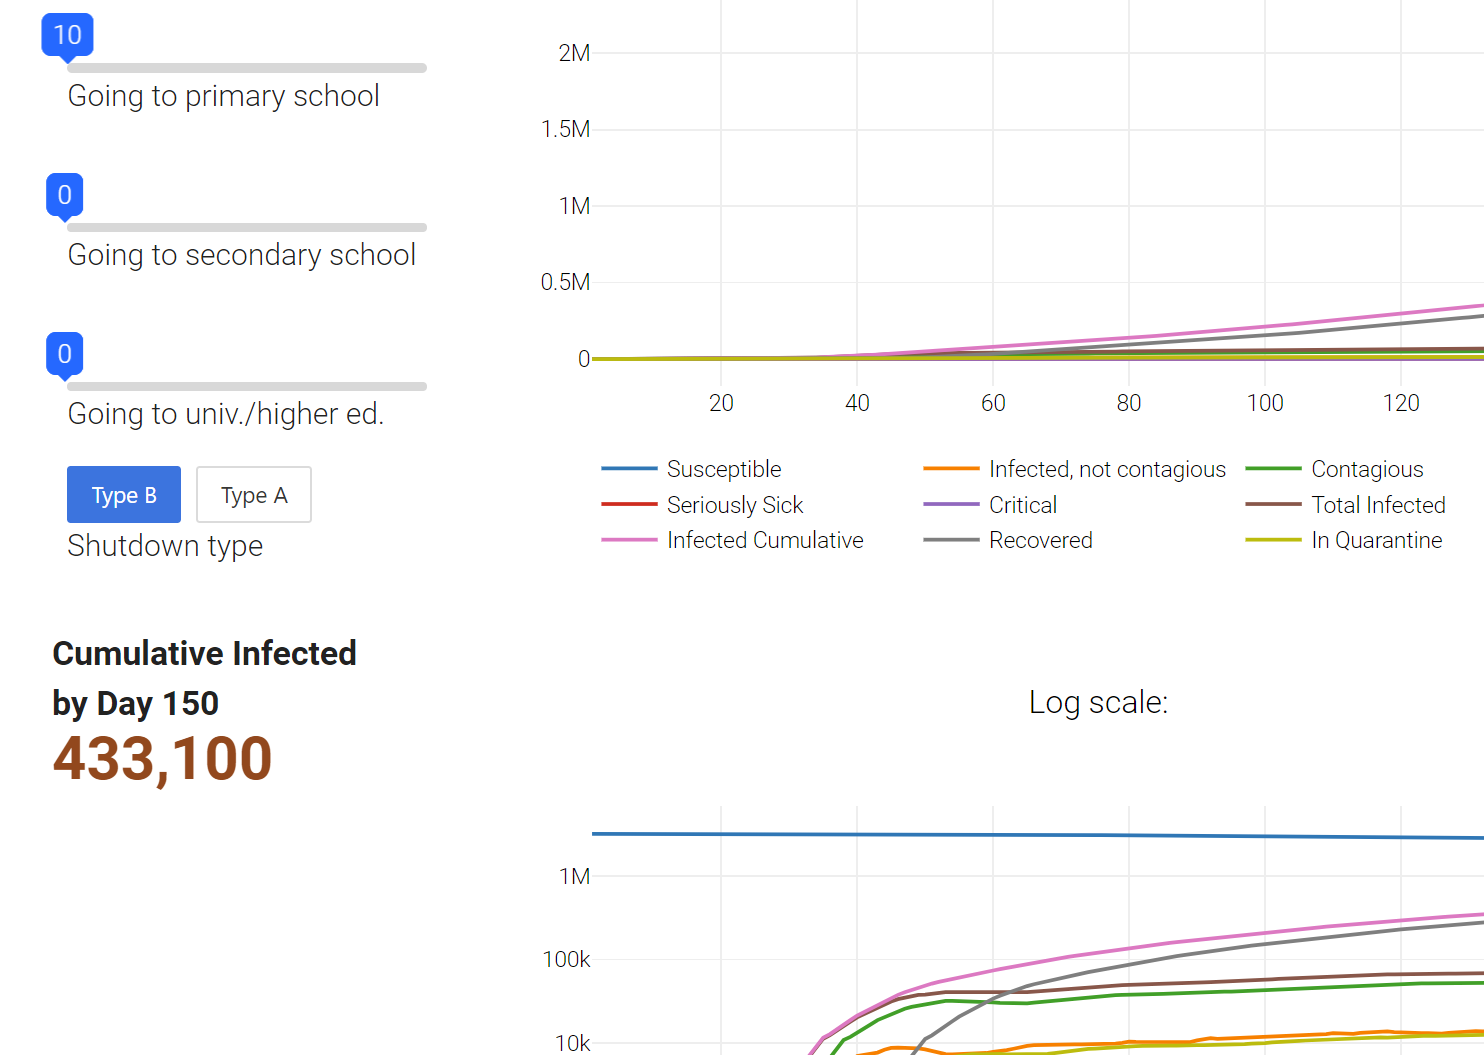 10
Going to primary school
0
Going to secondary school
0
Going to univ./higher ed.
Type B Type A
Shutdown type
Cumulative Infected
by Day 150
433,100
2M
1.5M
1M
0.5M
0
20 40 60 80 100 120
Susceptible Infected, not contagious Contagious
Seriously Sick Critical Total Infected
Infected Cumulative Recovered In Quarantine
Log scale:
1M
100k
10k